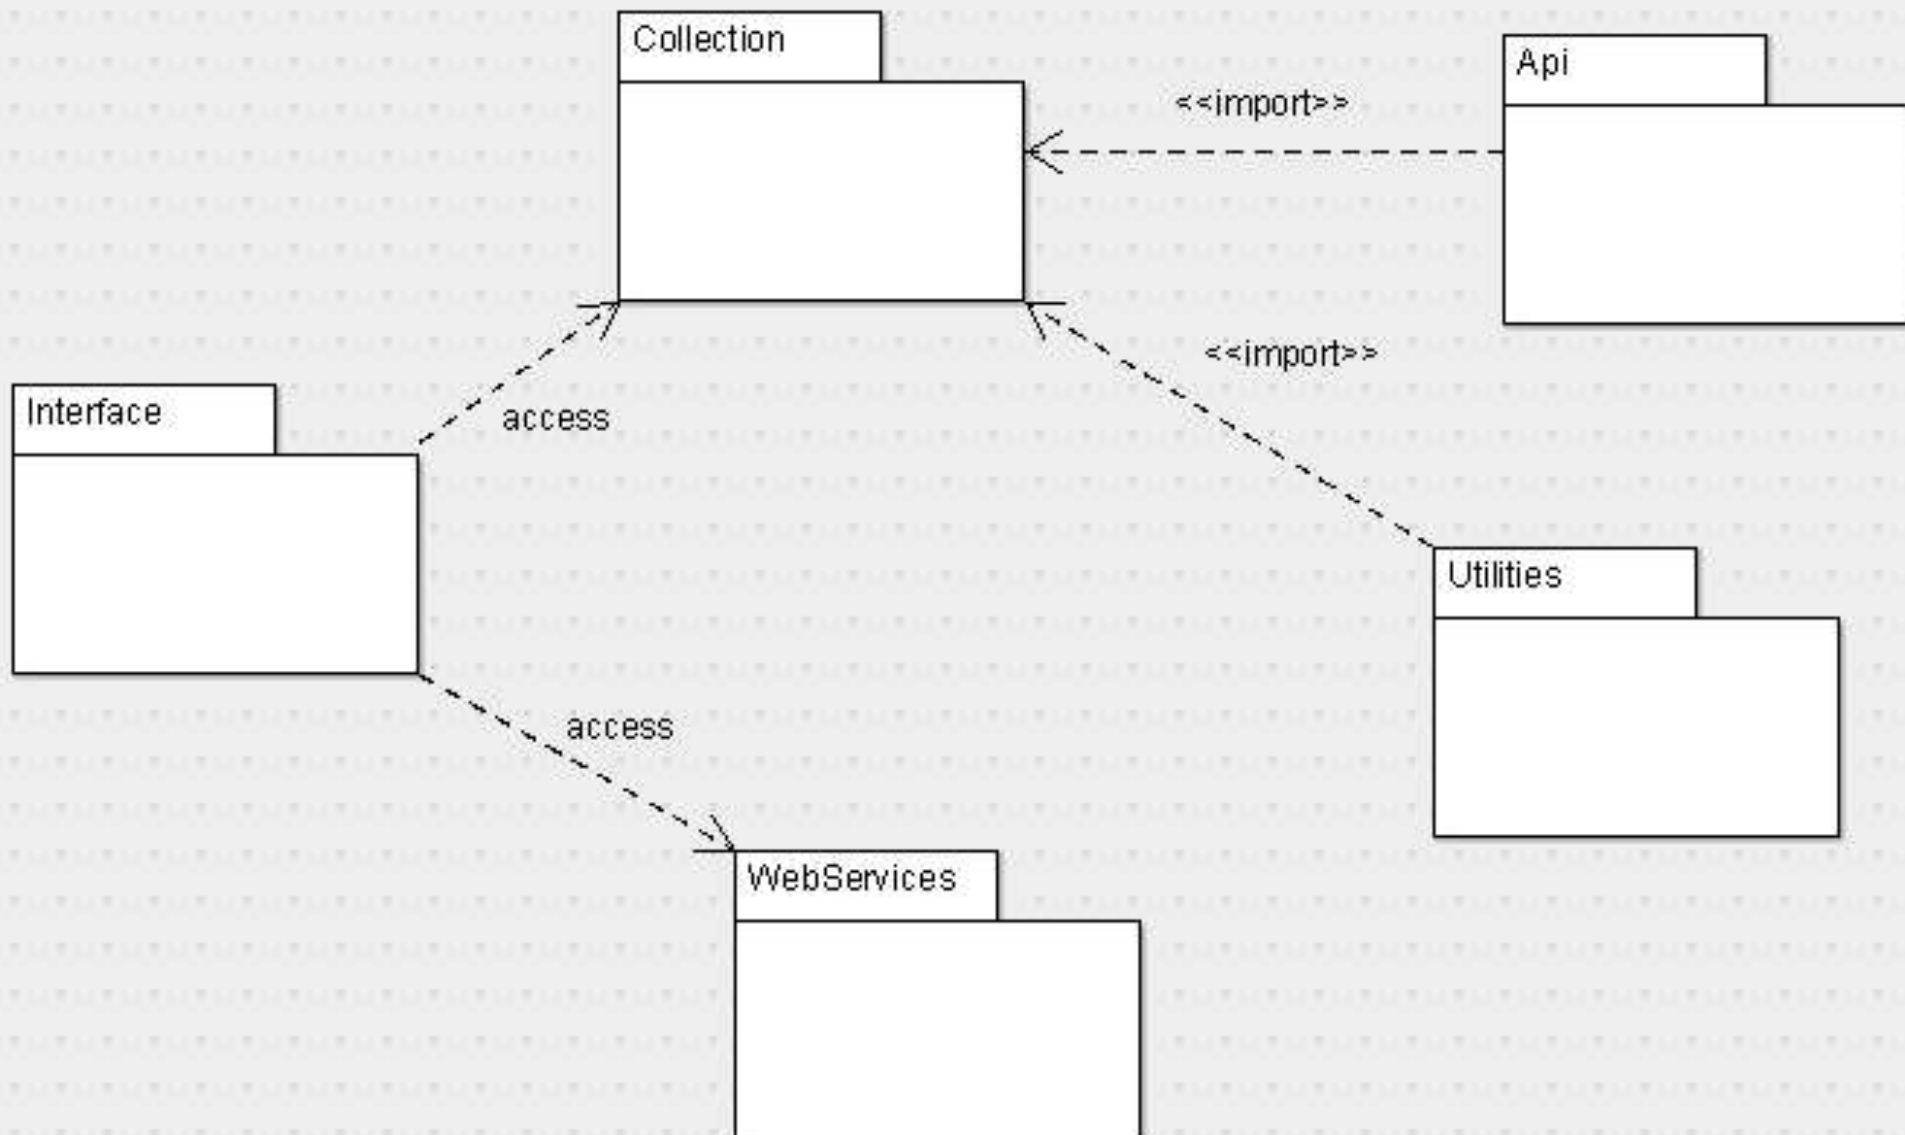 Collection
Api
<<import>>
<<import>>
Interface
access
Utilities
access
WebServices